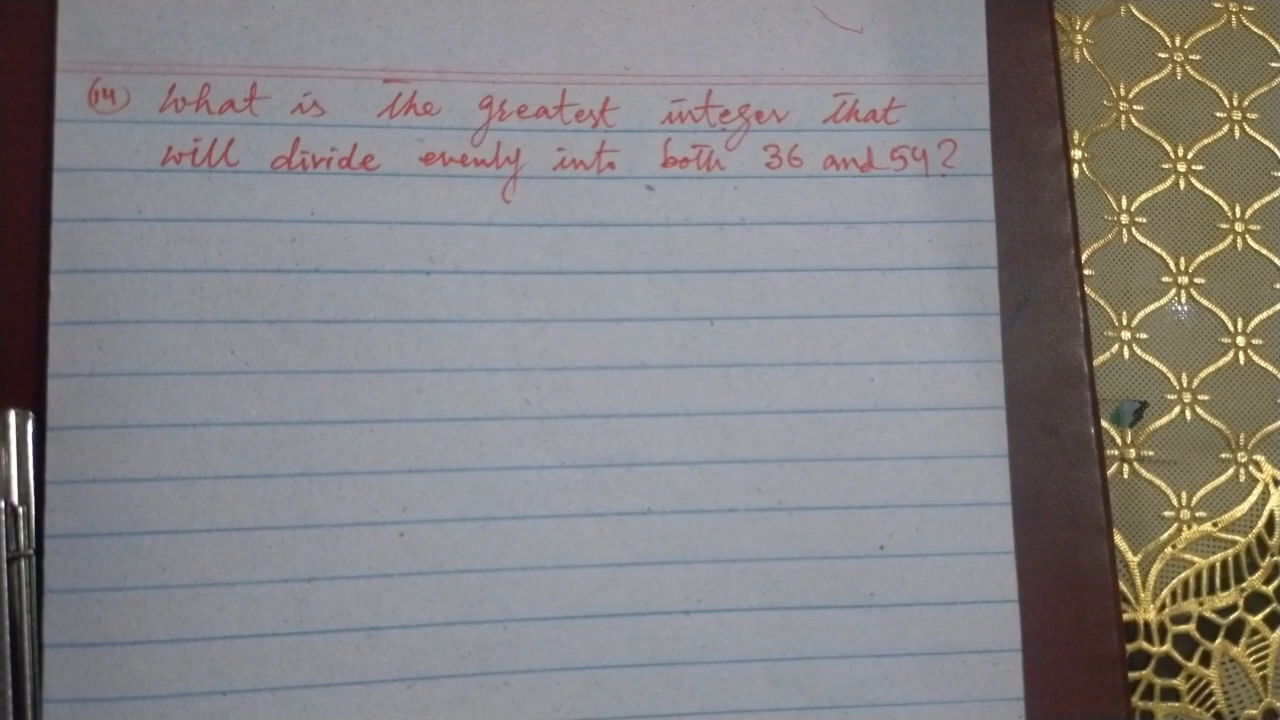 (14) What is the greatest integer that
will divide evenly into both 36 and 54?